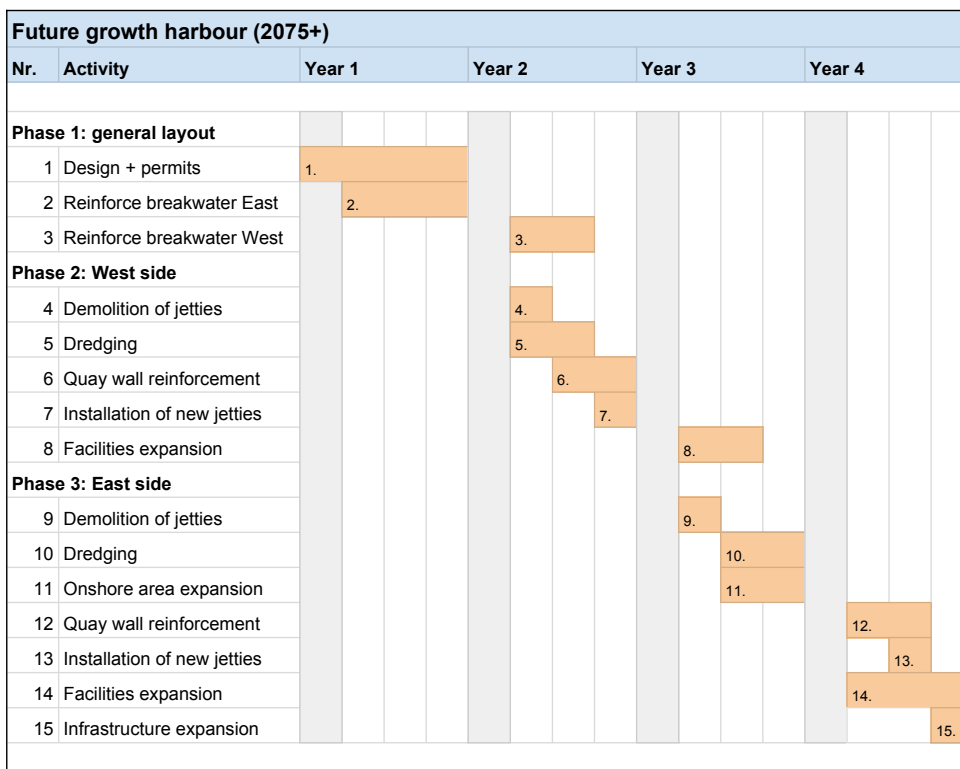 Future growth harbour (2075+)
Nr. Activity Year 1 Year 2 Year 3 Year 4
Phase 1: general layout
1 Design + permits 1.
2 Reinforce breakwater East 2.
3 Reinforce breakwater West 3.
Phase 2: West side
4 Demolition of jetties 4.
5 Dredging 5.
6 Quay wall reinforcement 6.
7 Installation of new jetties 7.
8 Facilities expansion 8.
Phase 3: East side
9 Demolition of jetties 9.
10 Dredging 10.
11 Onshore area expansion 11.
12 Quay wall reinforcement 12.
13 Installation of new jetties 13.
14 Facilities expansion 14.
15 Infrastructure expansion 15.